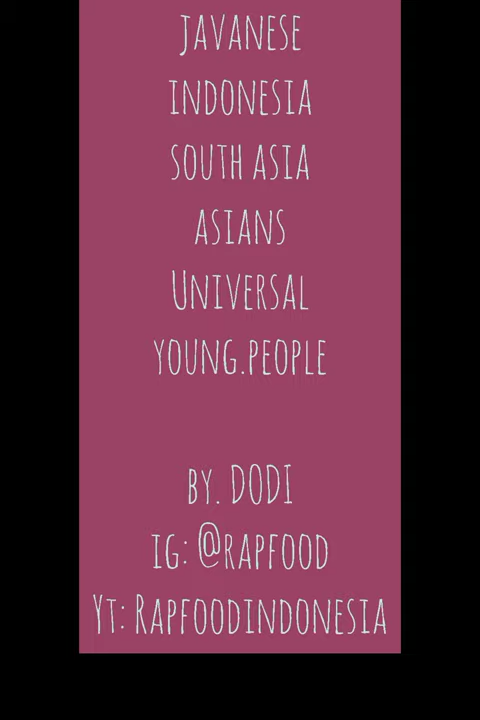 JAVANESE
INDONESIA
SOUTH ASIA
ASIANS
UNIVERSAL
YOUNG.PEOPLE
BY. DODI
IG: @RAPFOOD
YT: RAPFOODINDONESIA